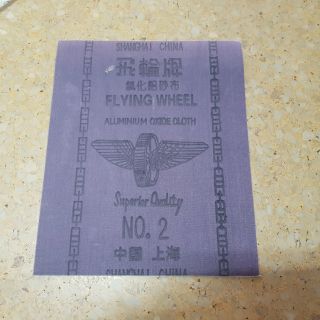 SHANGHAI CHINA
飛輪牌
氧化鋁砂布
FLYING WHEEL
ALUMINIUM OXIDE CLOTH
Superior Quality
NO. 2
中国 上海
SHANGHAI CHINA